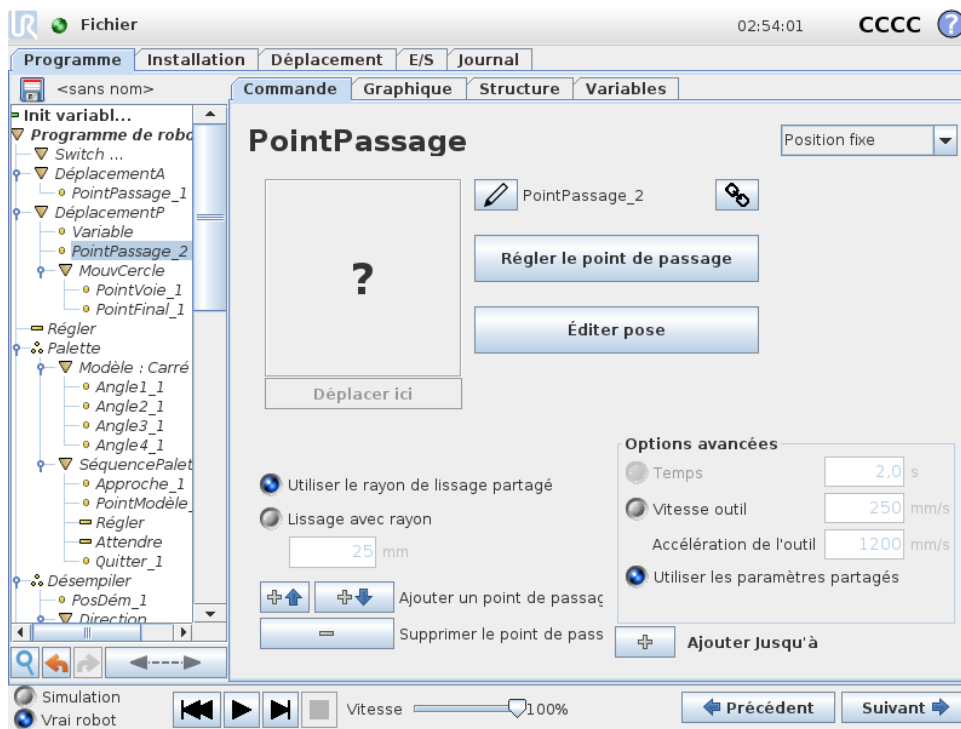 UR Fichier 02:54:01 CCCC ?
Programme Installation Déplacement E/S Journal
<sans nom>
Commande Graphique Structure Variables
Init variabl...
Programme de robo
Switch ...
DéplacementA
PointPassage_1
DéplacementP
Variable
PointPassage_2
MouvCercle
PointVoie_1
PointFinal_1
Régler
Palette
Modèle : Carré
Angle1_1
Angle2_1
Angle3_1
Angle4_1
SéquencePalet
Approche_1
PointModèle_
Régler
Attendre
Quitter_1
Désempiler
PosDém_1
Direction
PointPassage
Position fixe
PointPassage_2
?
Régler le point de passage
Éditer pose
Déplacer ici
Utiliser le rayon de lissage partagé
Lissage avec rayon
25 mm
Ajouter un point de passag
Supprimer le point de pass
Options avancées
Temps 2,0 s
Vitesse outil 250 mm/s
Accélération de l'outil 1200 mm/s
Utiliser les paramètres partagés
Ajouter Jusqu'à
Simulation
Vrai robot
Vitesse 100%
Précédent Suivant